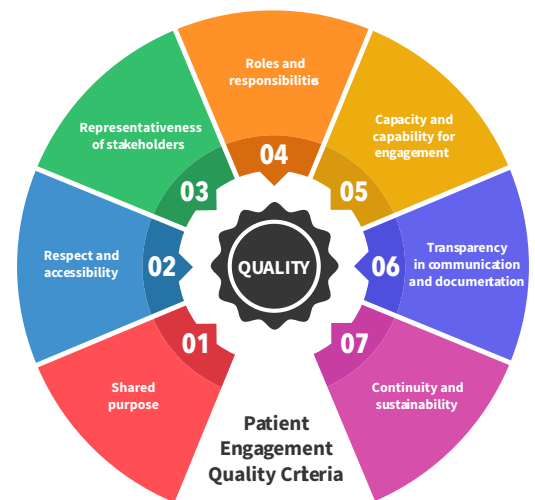 Roles and
responsibilitis
04
Representativeness
of stakeholders
03
Capacity and
capability for
engagement
05
Respect and
accessibility
02
QUALITY
06
Transparency
in communication
and documentation
01
Shared
purpose
07
Continuity and
sustainability
Patient
Engagement
Quality Crteria